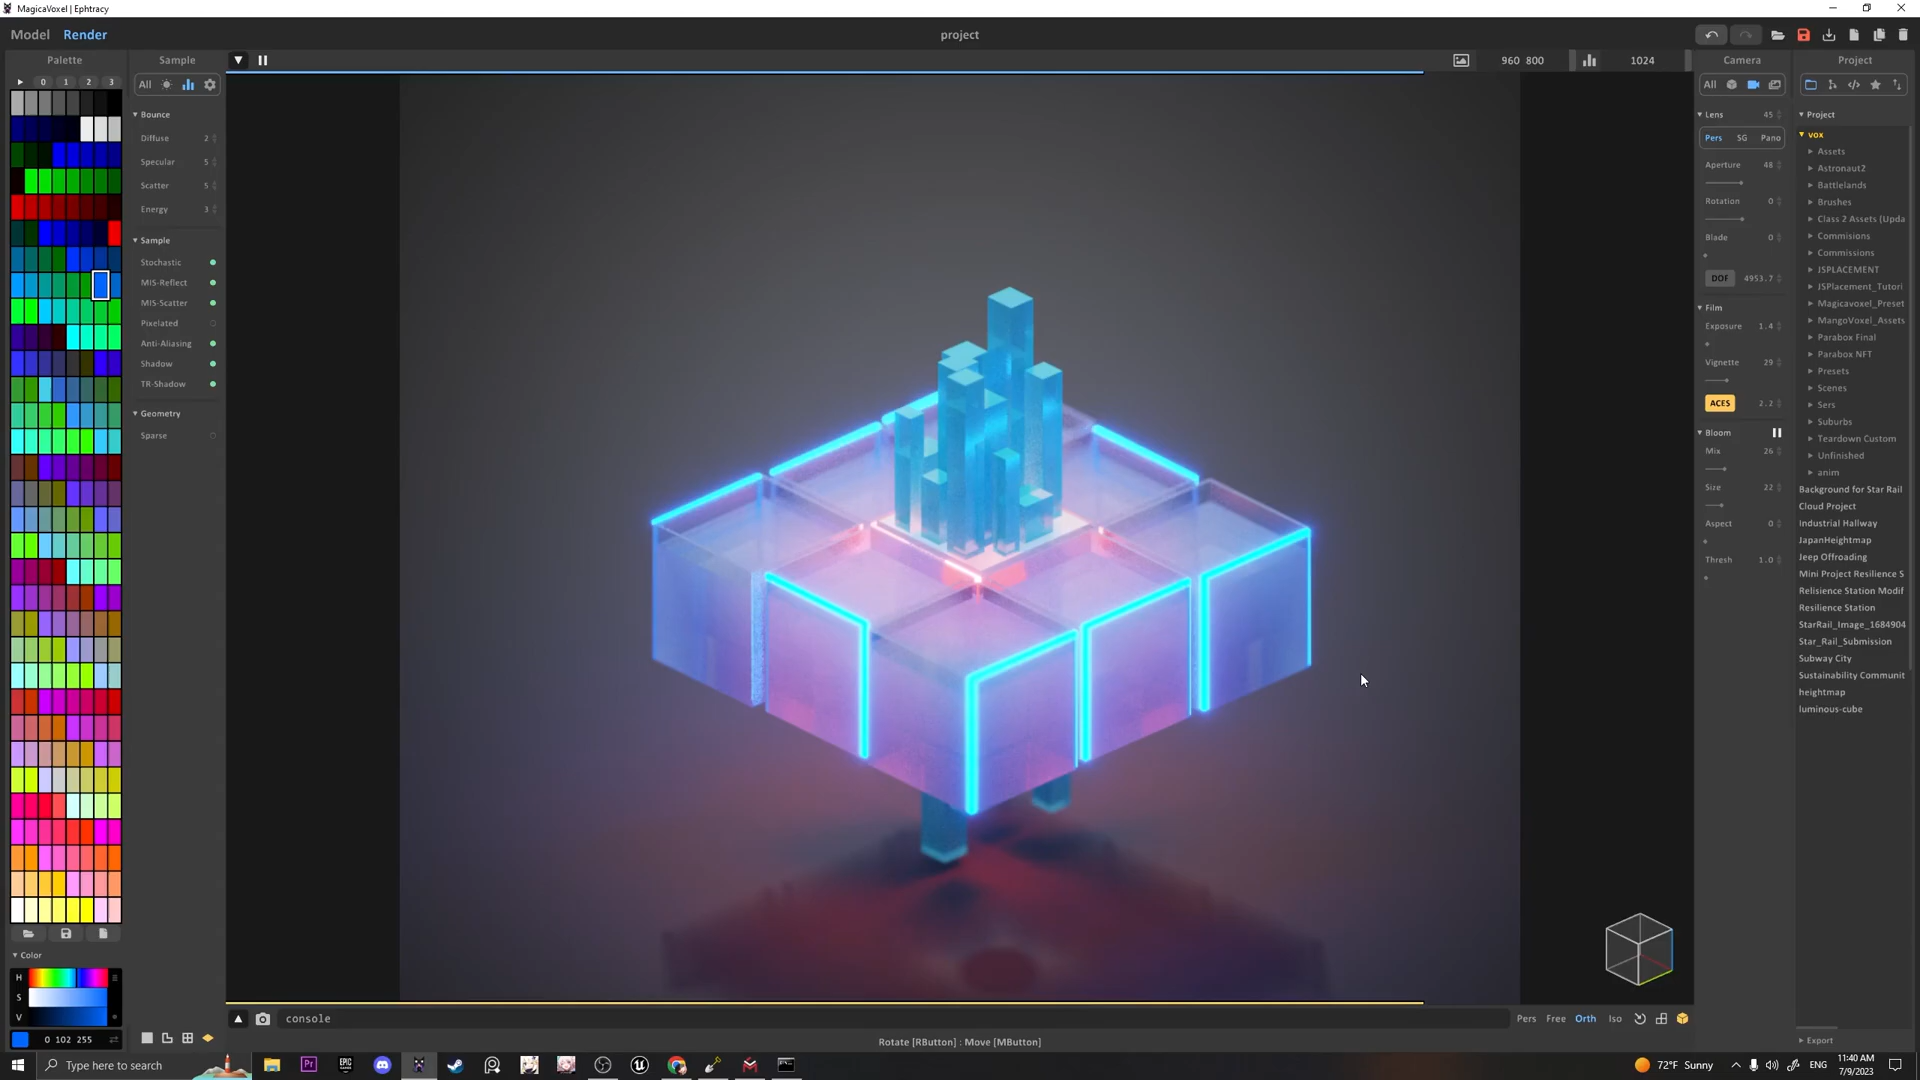 MagicaVoxel | Ephtracy
Model Render
project
Palette
0 1 2 3
Sample
All
Bounce
Diffuse 2
Specular 5
Scatter 5
Energy 3
Sample
Stochastic
MIS-Reflect
MIS-Scatter
Pixelated
Anti-Aliasing
Shadow
TR-Shadow
Geometry
Sparse
960 800
1024
Camera
All
Lens 45
Pers SG Pano
Aperture 48
Rotation 0
Blade 0
DOF 4953.7
Film
Exposure 1.4
Vignette 29
ACES 2.2
Bloom
Mix 26
Size 22
Aspect 0
Thresh 1.0
Project
Project
vox
Assets
Astronaut2
Battlelands
Brushes
Class 2 Assets (Upda
Commisions
Commissions
JSPLACEMENT
JSPlacement_Tutori
Magicavoxel_Preset
MangoVoxel_Assets
Parabox Final
Parabox NFT
Presets
Scenes
Sers
Suburbs
Teardown Custom
Unfinished
anim
Background for Star Rail
Cloud Project
Industrial Hallway
JapanHeightmap
Jeep Offroading
Mini Project Resilience S
Relisience Station Modif
Resilience Station
StarRail_Image_1684904
Star_Rail_Submission
Subway City
Sustainability Communit
heightmap
luminous-cube
Export
Color
H
S
V
0 102 255
console
Pers Free Orth Iso
Rotate [RButton] : Move [MButton]
Type here to search
Pr
EPIC GAMES
72°F Sunny
ENG
11:40 AM
7/9/2023